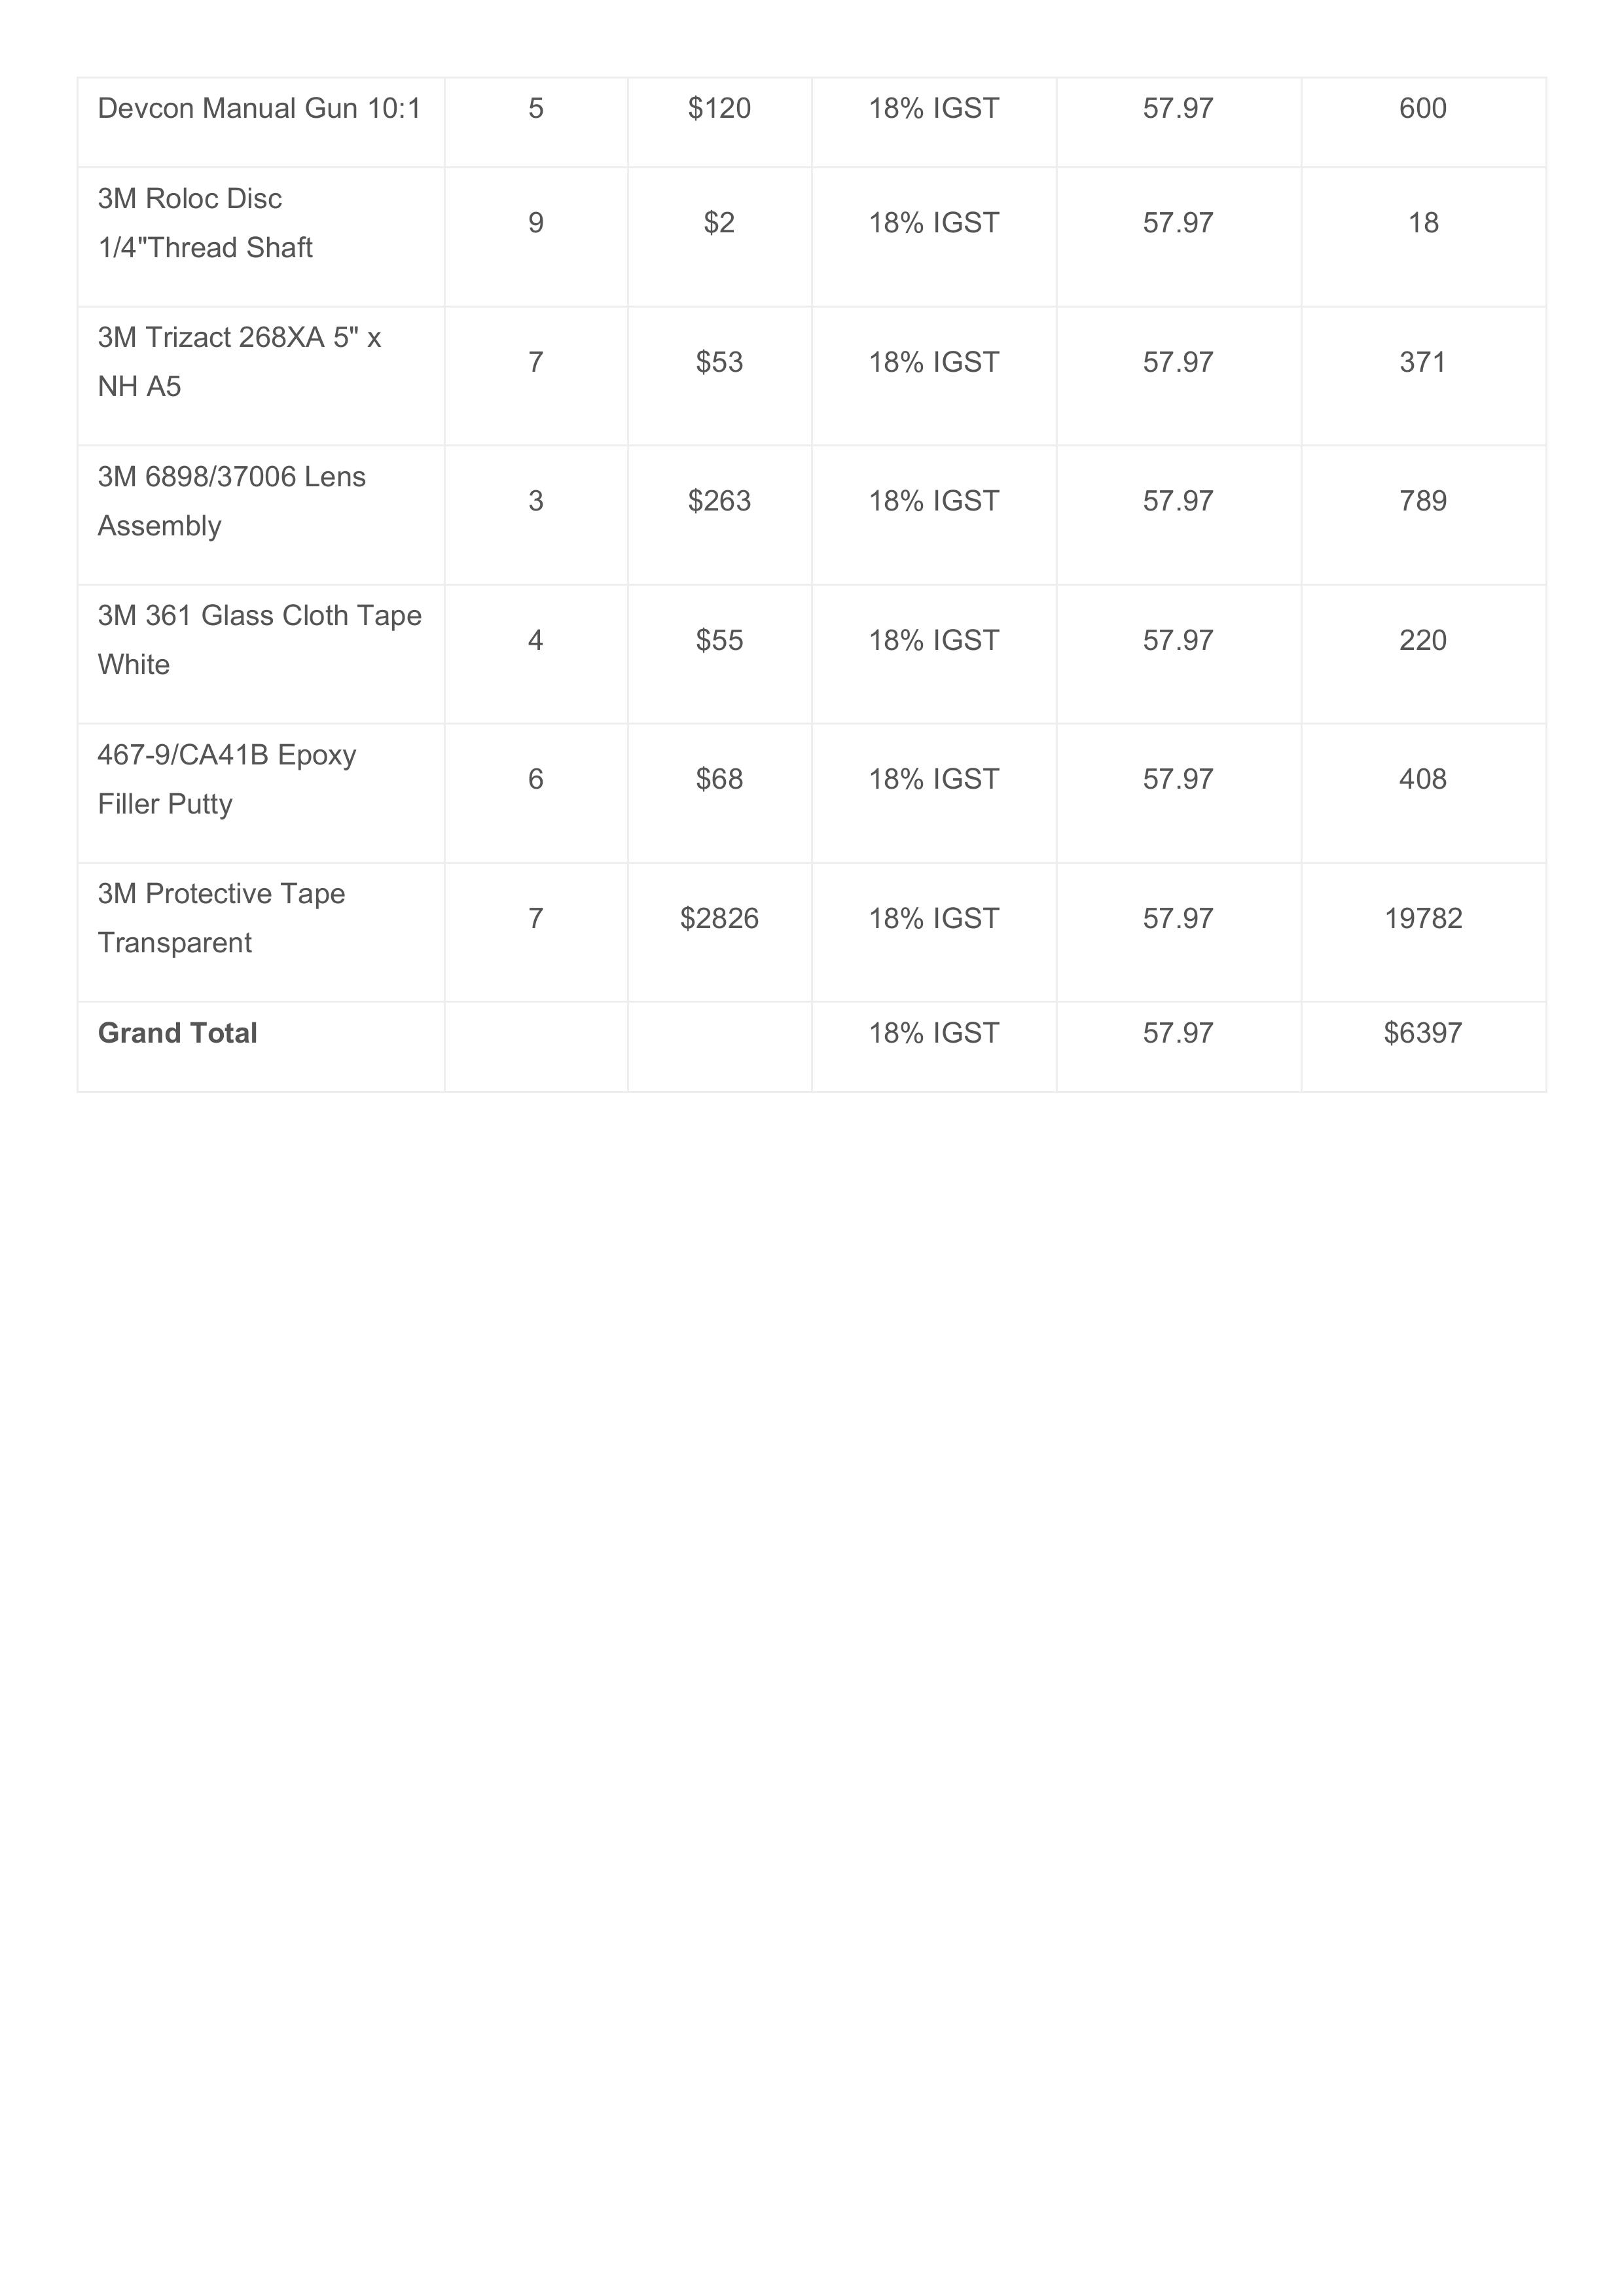 Devcon Manual Gun 10:1 5 $120 18% IGST 57.97 600
3M Roloc Disc
1/4"Thread Shaft 9 $2 18% IGST 57.97 18
3M Trizact 268XA 5" x
NH A5 7 $53 18% IGST 57.97 371
3M 6898/37006 Lens
Assembly 3 $263 18% IGST 57.97 789
3M 361 Glass Cloth Tape
White 4 $55 18% IGST 57.97 220
467-9/CA41B Epoxy
Filler Putty 6 $68 18% IGST 57.97 408
3M Protective Tape
Transparent 7 $2826 18% IGST 57.97 19782
Grand Total 18% IGST 57.97 $6397